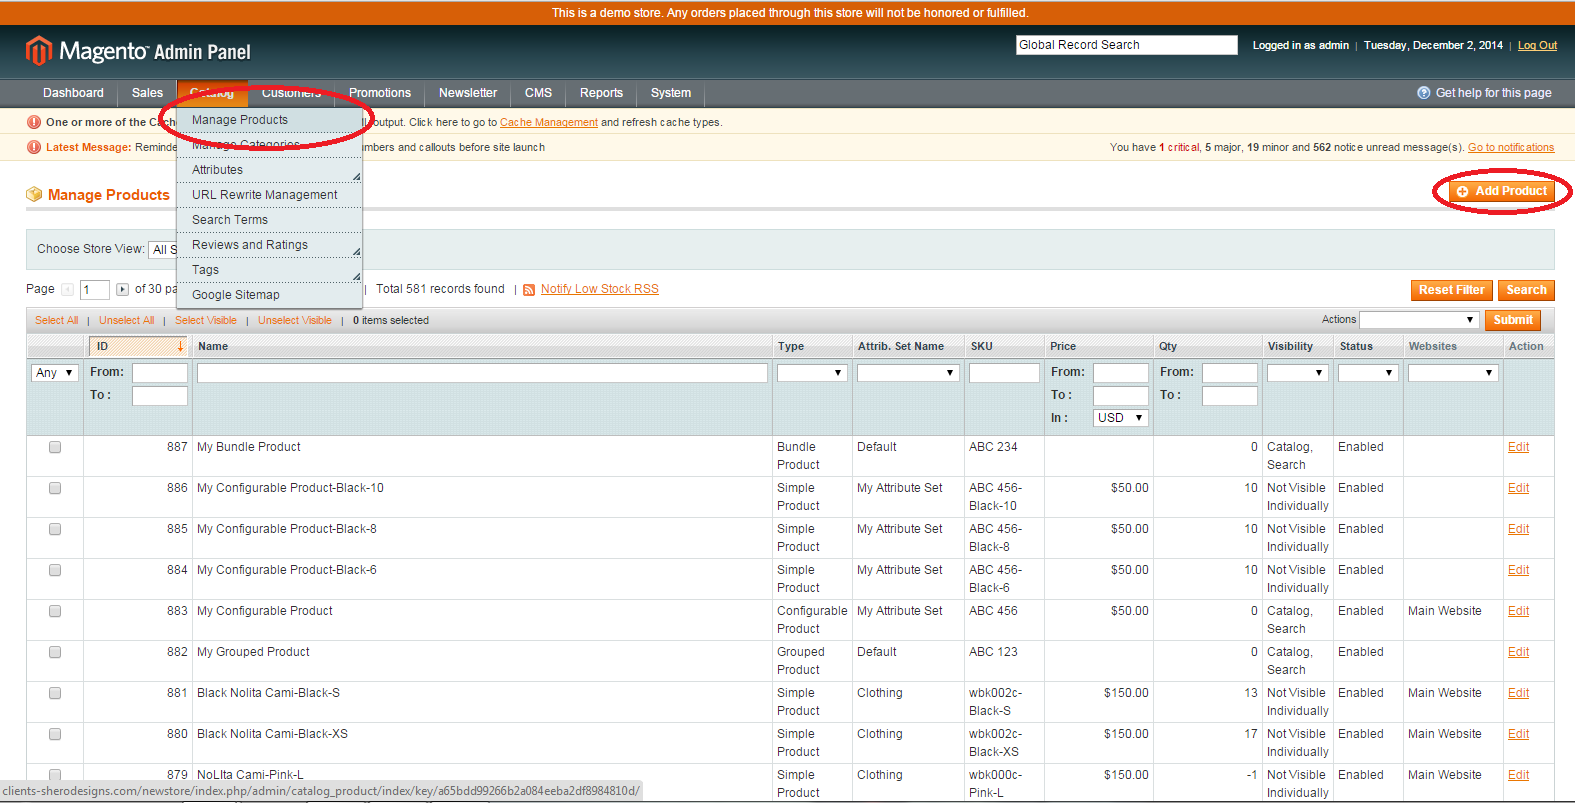 This is a demo store. Any orders placed through this store will not be honored or fulfilled.
Magento Admin Panel
Global Record Search
Logged in as admin | Tuesday, December 2, 2014 | Log Out
Dashboard Sales Catalog Customers Promotions Newsletter CMS Reports System
Get help for this page
One or more of the Cac
output. Click here to go to Cache Management and refresh cache types.
Latest Message: Reminde
umbers and callouts before site launch
You have 1 critical, 5 major, 19 minor and 562 notice unread message(s). Go to notifications
Manage Products
Manage Categories
Attributes
URL Rewrite Management
Search Terms
Reviews and Ratings
Tags
Google Sitemap
Manage Products
Add Product
Choose Store View: All S
Page 1 of 30 pa | Total 581 records found | Notify Low Stock RSS
Reset Filter Search
Select All | Unselect All | Select Visible | Unselect Visible | 0 items selected
Actions Submit
ID Name Type Attrib. Set Name SKU Price Qty Visibility Status Websites Action
Any From: From: From:
To : To : To :
In : USD
887 My Bundle Product Bundle Default ABC 234 0 Catalog, Enabled Edit
Product Search
886 My Configurable Product-Black-10 Simple My Attribute Set ABC 456- $50.00 10 Not Visible Enabled Edit
Product Black-10 Individually
885 My Configurable Product-Black-8 Simple My Attribute Set ABC 456- $50.00 10 Not Visible Enabled Edit
Product Black-8 Individually
884 My Configurable Product-Black-6 Simple My Attribute Set ABC 456- $50.00 10 Not Visible Enabled Edit
Product Black-6 Individually
883 My Configurable Product Configurable My Attribute Set ABC 456 $50.00 0 Catalog, Enabled Main Website Edit
Product Search
882 My Grouped Product Grouped Default ABC 123 0 Catalog, Enabled Edit
Product Search
881 Black Nolita Cami-Black-S Simple Clothing wbk002c- $150.00 13 Not Visible Enabled Main Website Edit
Product Black-S Individually
880 Black Nolita Cami-Black-XS Simple Clothing wbk002c- $150.00 17 Not Visible Enabled Main Website Edit
Product Black-XS Individually
879 NoLIta Cami-Pink-L Simple Clothing wbk000c- $150.00 -1 Not Visible Enabled Main Website Edit
Product Pink-L Individually
clients-sherodesigns.com/newstore/index.php/admin/catalog_product/index/key/a65bdd99266b2a084eeba2df8984810d/